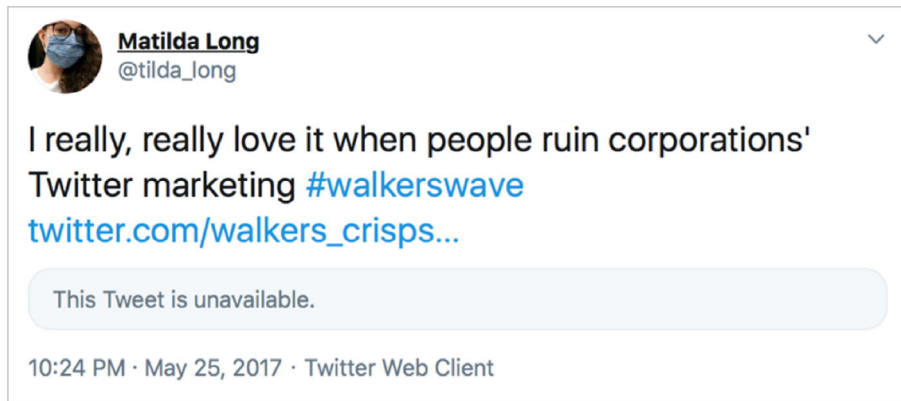 Matilda Long
@tilda_long
I really, really love it when people ruin corporations'
Twitter marketing #walkerswave
twitter.com/walkers_crisps...
This Tweet is unavailable.
10:24 PM · May 25, 2017 · Twitter Web Client